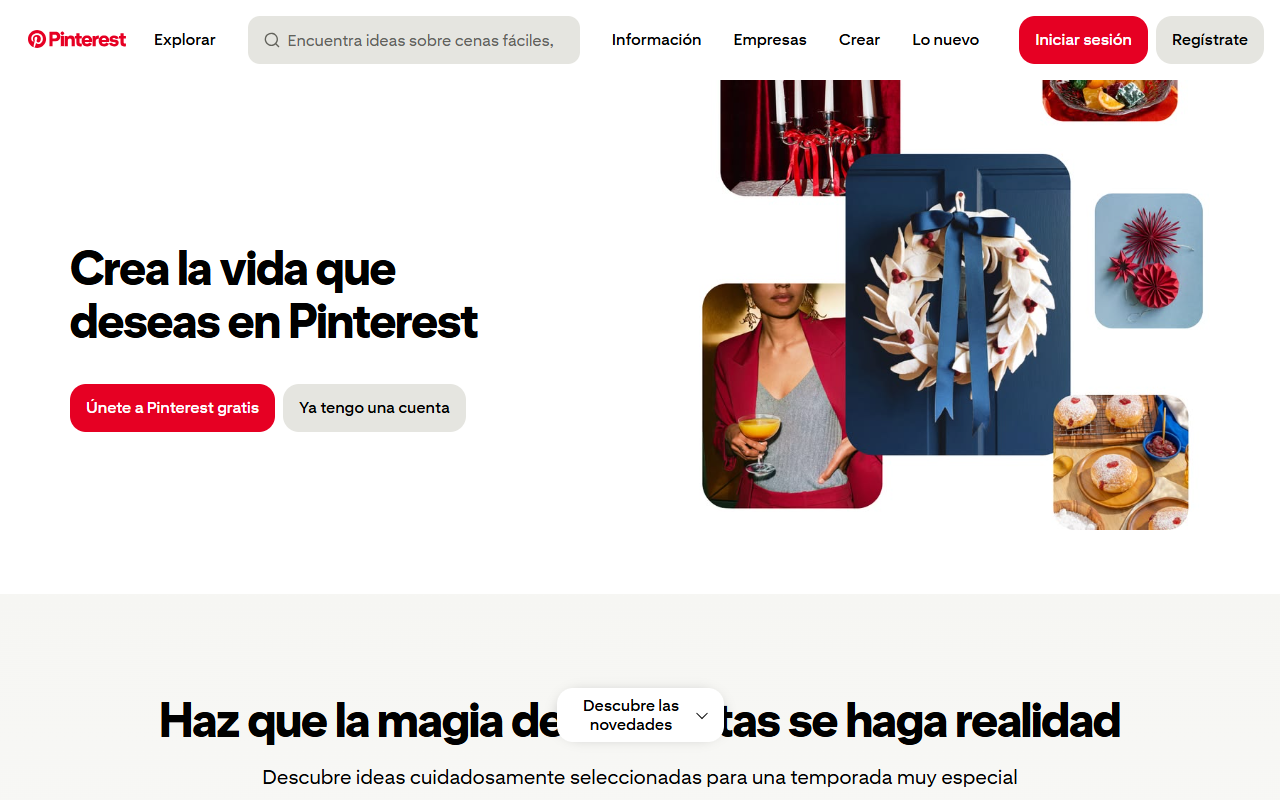 Pinterest
Explorar
Encuentra ideas sobre cenas fáciles,
Información
Empresas
Crear
Lo nuevo
Iniciar sesión
Regístrate
Crea la vida que
deseas en Pinterest
Únete a Pinterest gratis
Ya tengo una cuenta
Haz que la magia de tas se haga realidad
Descubre las
novedades
Descubre ideas cuidadosamente seleccionadas para una temporada muy especial